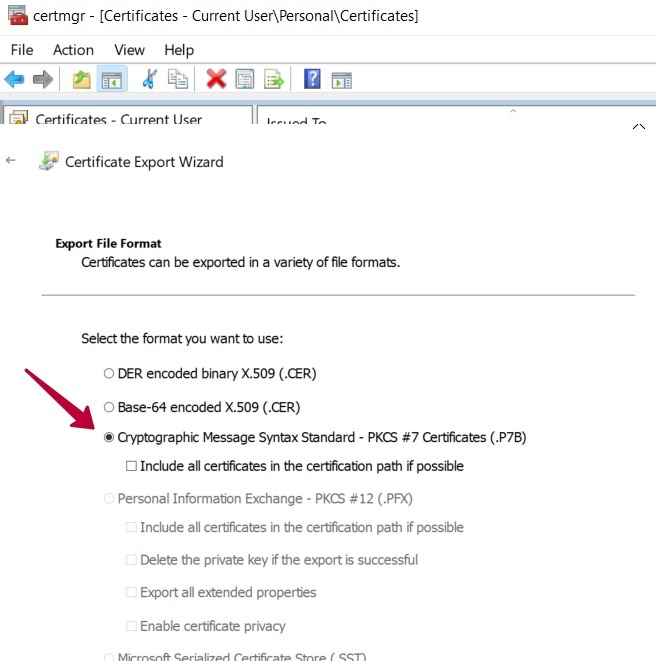 certmgr - [Certificates - Current User\Personal\Certificates]
File Action View Help
Certificates - Current User
Issued To
Certificate Export Wizard
Export File Format
Certificates can be exported in a variety of file formats.
Select the format you want to use:
DER encoded binary X.509 (.CER)
Base-64 encoded X.509 (.CER)
Cryptographic Message Syntax Standard - PKCS #7 Certificates (.P7B)
Include all certificates in the certification path if possible
Personal Information Exchange - PKCS #12 (.PFX)
Include all certificates in the certification path if possible
Delete the private key if the export is successful
Export all extended properties
Enable certificate privacy
Microsoft Serialized Certificate Store (.SST)